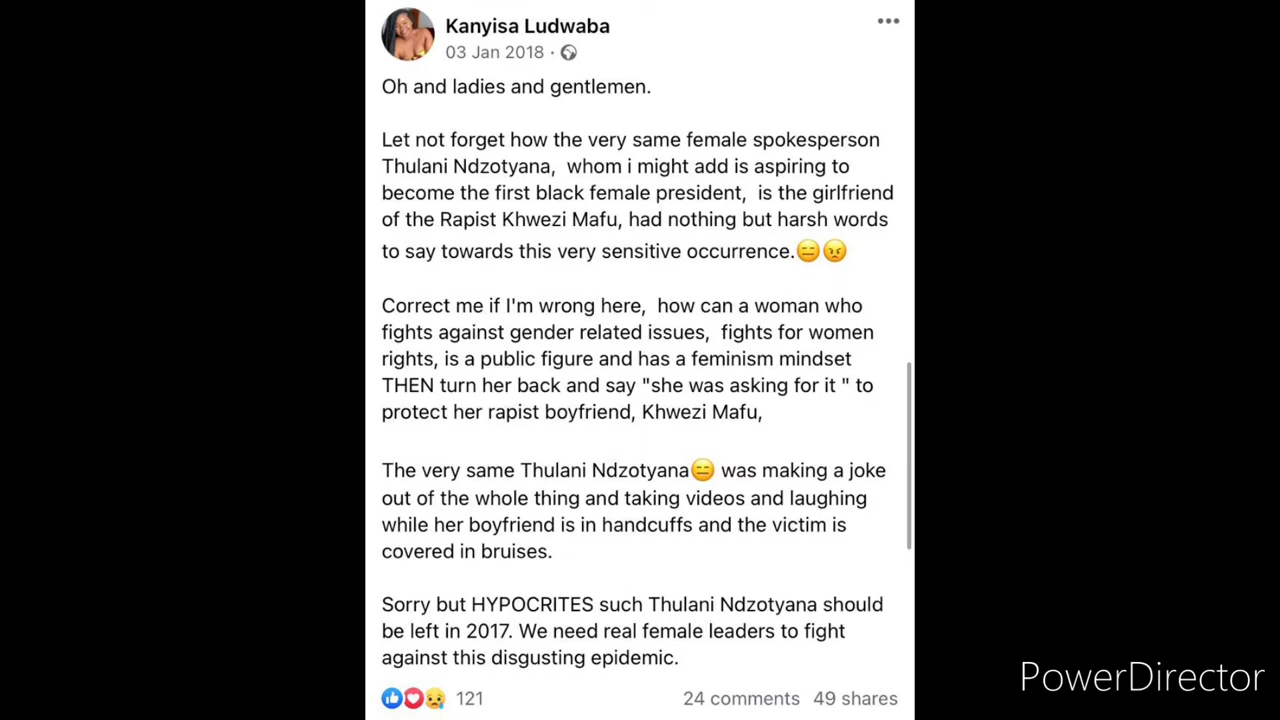 Kanyisa Ludwaba
03 Jan 2018 ·
Oh and ladies and gentlemen.
Let not forget how the very same female spokesperson
Thulani Ndzotyana,  whom i might add is aspiring to
become the first black female president,  is the girlfriend
of the Rapist Khwezi Mafu, had nothing but harsh words
to say towards this very sensitive occurrence.😑😠
Correct me if I'm wrong here,  how can a woman who
fights against gender related issues,  fights for women
rights, is a public figure and has a feminism mindset
THEN turn her back and say "she was asking for it " to
protect her rapist boyfriend, Khwezi Mafu,
The very same Thulani Ndzotyana😑 was making a joke
out of the whole thing and taking videos and laughing
while her boyfriend is in handcuffs and the victim is
covered in bruises.
Sorry but HYPOCRITES such Thulani Ndzotyana should
be left in 2017. We need real female leaders to fight
against this disgusting epidemic.
121 24 comments 49 shares
PowerDirector